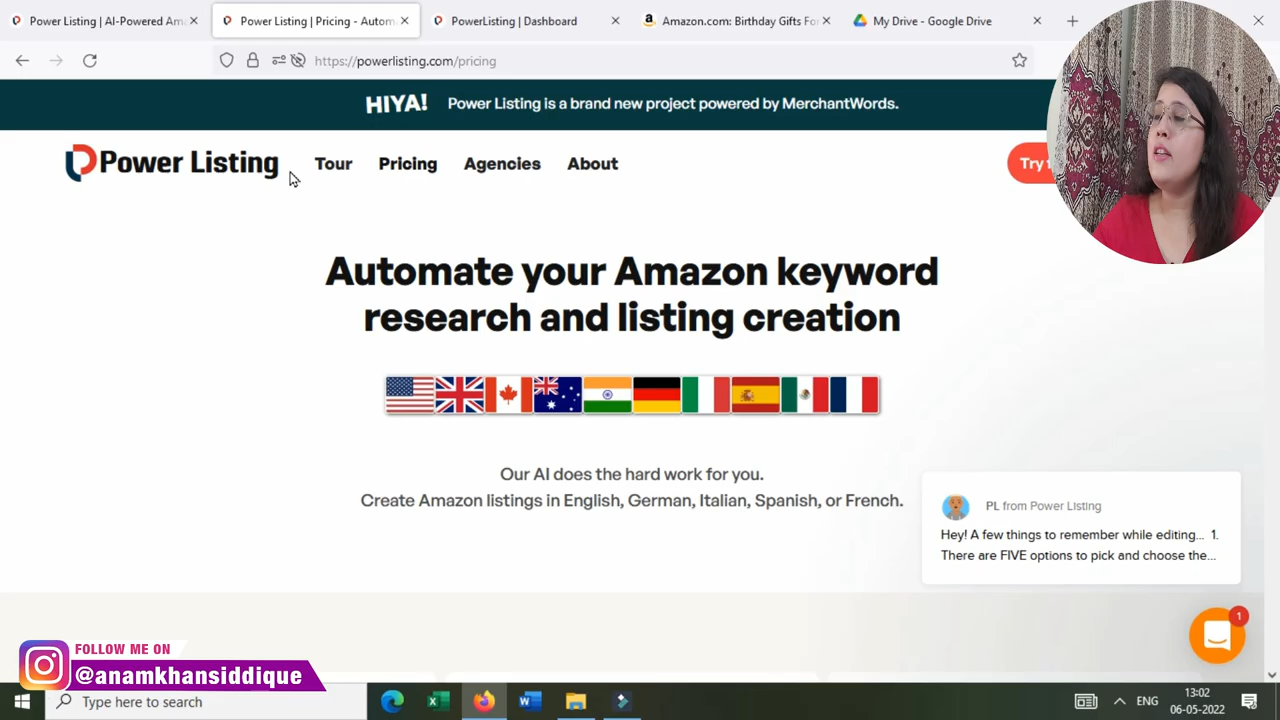 Power Listing | AI-Powered Am
Power Listing | Pricing - Autom
PowerListing | Dashboard
Amazon.com: Birthday Gifts Fo
My Drive - Google Drive
https://powerlisting.com/pricing
HIYA! Power Listing is a brand new project powered by MerchantWords.
Power Listing
Tour
Pricing
Agencies
About
Try
Automate your Amazon keyword
research and listing creation
Our AI does the hard work for you.
Create Amazon listings in English, German, Italian, Spanish, or French.
PL from Power LIsting
Hey! A few things to remember while editing... 1.
There are FIVE options to pick and choose the...
1
FOLLOW ME ON
@anamkhansiddique
Type here to search
ENG
13:02
06-05-2022